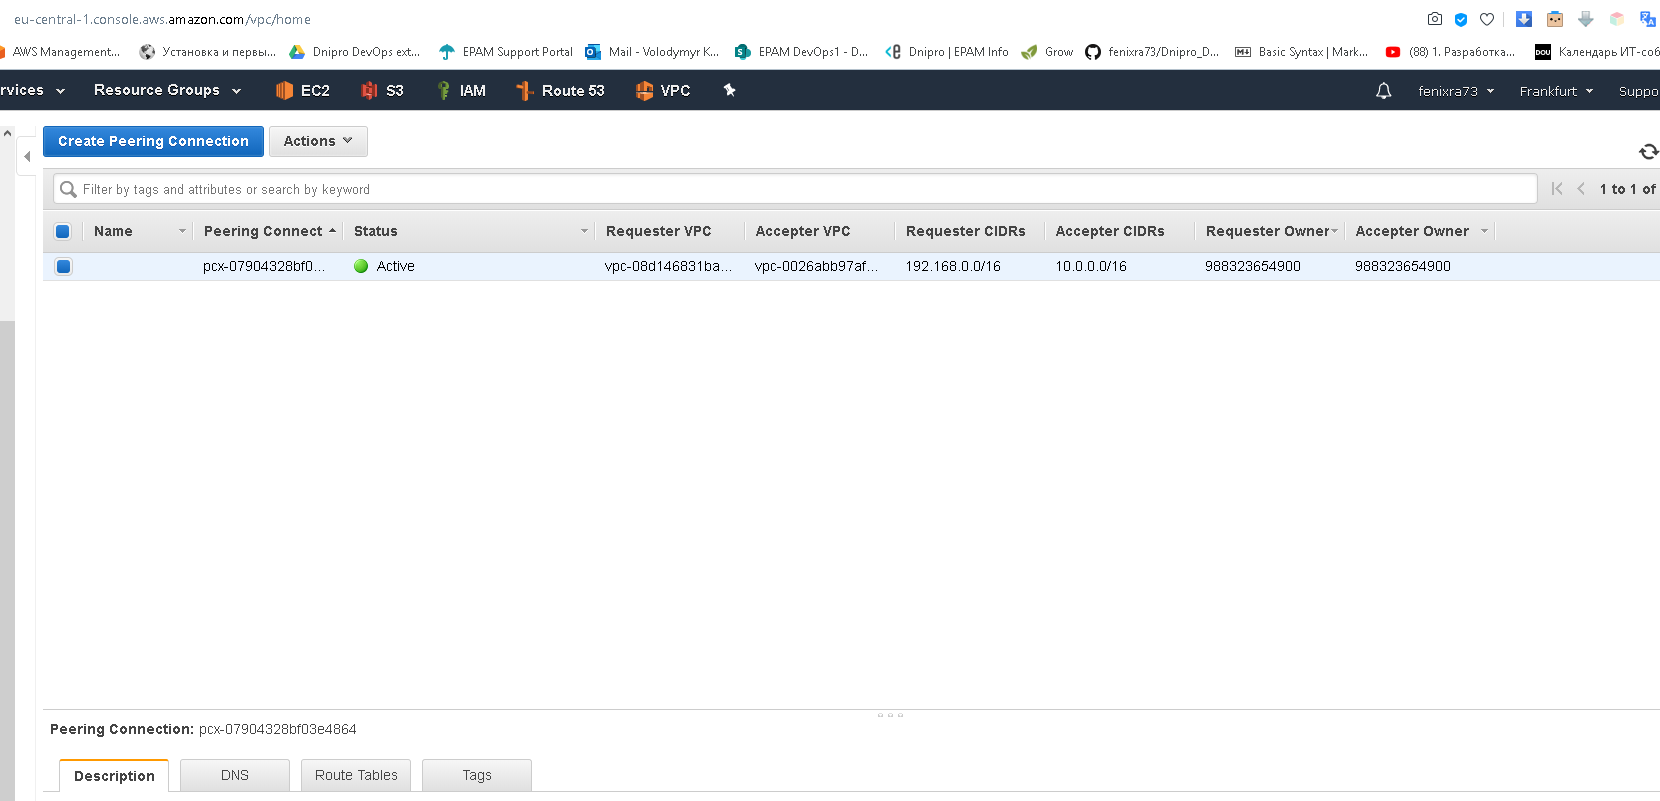 eu-central-1.console.aws.amazon.com/vpc/home
AWS Management... Установка и первы... Dnipro DevOps ext... EPAM Support Portal Mail - Volodymyr K... EPAM DevOps1 - D... Dnipro | EPAM Info Grow fenixra73/Dnipro_D... Basic Syntax | Mark... (88) 1. Разработка... DOU Календарь ИТ-соб
rvices Resource Groups EC2 S3 IAM Route 53 VPC fenixra73 Frankfurt Suppo
Create Peering Connection Actions
Filter by tags and attributes or search by keyword 1 to 1 of
Name Peering Connect Status Requester VPC Accepter VPC Requester CIDRs Accepter CIDRs Requester Owner Accepter Owner
pcx-07904328bf0... Active vpc-08d146831ba... vpc-0026abb97af... 192.168.0.0/16 10.0.0.0/16 988323654900 988323654900
Peering Connection: pcx-07904328bf03e4864
Description DNS Route Tables Tags